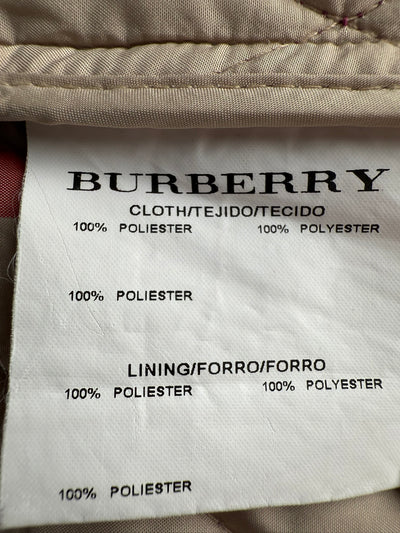 BURBERRY
CLOTH/TEJIDO/TECIDO
100% POLIESTER 100% POLYESTER
100% POLIESTER
LINING/FORRO/FORRO
100% POLIESTER 100% POLYESTER
100% POLIESTER